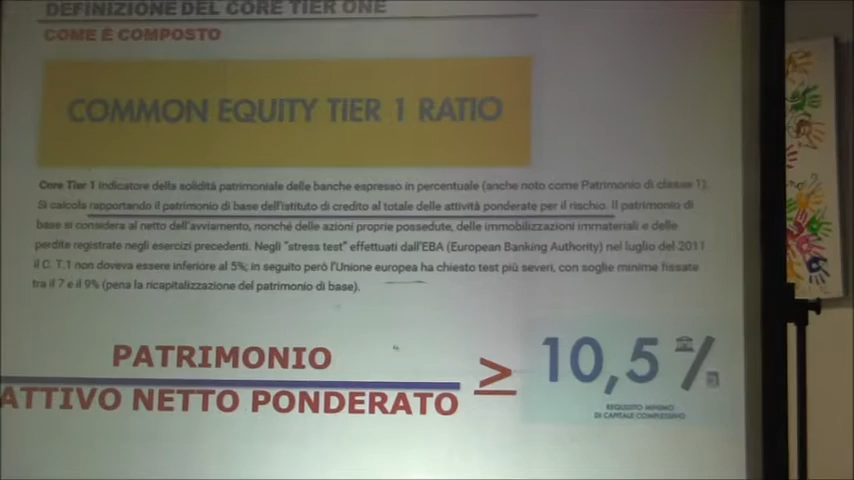 DEFINIZIONE DEL CORE TIER ONE
COME È COMPOSTO
COMMON EQUITY TIER 1 RATIO
Core Tier 1 Indicatore della solidità patrimoniale delle banche espresso in percentuale (anche noto come Patrimonio di classe 1).
Si calcola rapportando il patrimonio di base dell'istituto di credito al totale delle attività ponderate per il rischio. Il patrimonio di
base si considera al netto dell'avviamento, nonché delle azioni proprie possedute, delle immobilizzazioni immateriali e delle
perdite registrate negli esercizi precedenti. Negli "stress test" effettuati dall'EBA (European Banking Authority) nel luglio del 2011
il C. T.1 non doveva essere inferiore al 5%; in seguito però l'Unione europea ha chiesto test più severi, con soglie minime fissate
tra il 7 e il 9% (pena la ricapitalizzazione del patrimonio di base).
PATRIMONIO
ATTIVO NETTO PONDERATO
≥
10,5 %
REQUISITO MINIMO
DI CAPITALE COMPLESSIVO